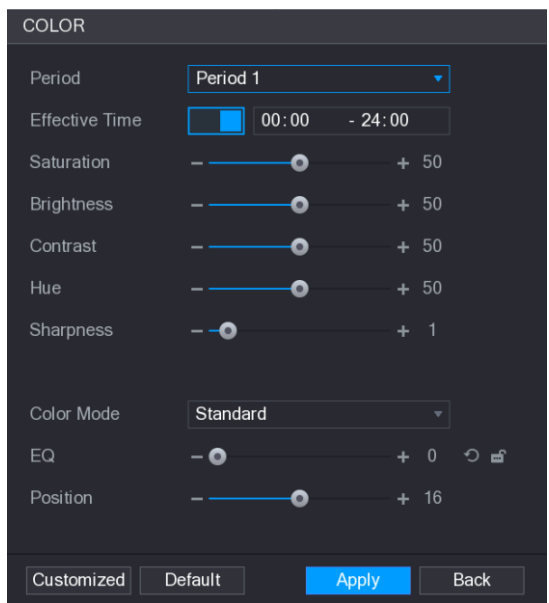 COLOR
Period Period 1
Effective Time 00:00 - 24:00
Saturation 50
Brightness 50
Contrast 50
Hue 50
Sharpness 1
Color Mode Standard
EQ 0
Position 16
Customized Default Apply Back